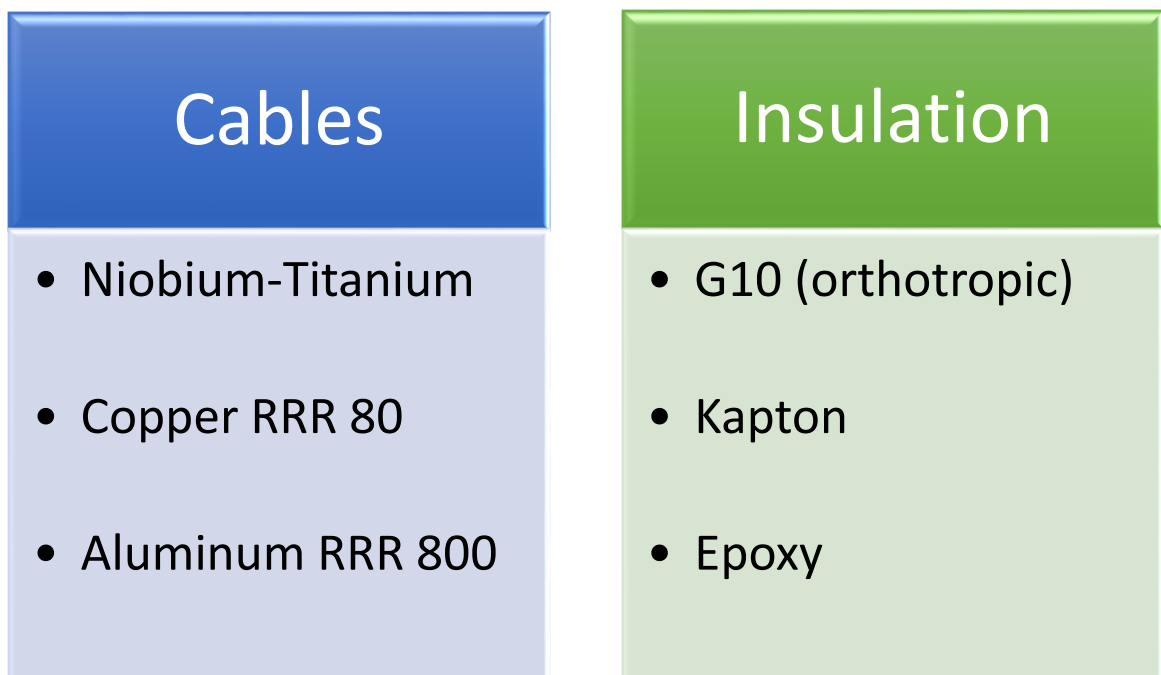 Cables
• Niobium-Titanium
• Copper RRR 80
• Aluminum RRR 800
Insulation
• G10 (orthotropic)
• Kapton
• Epoxy